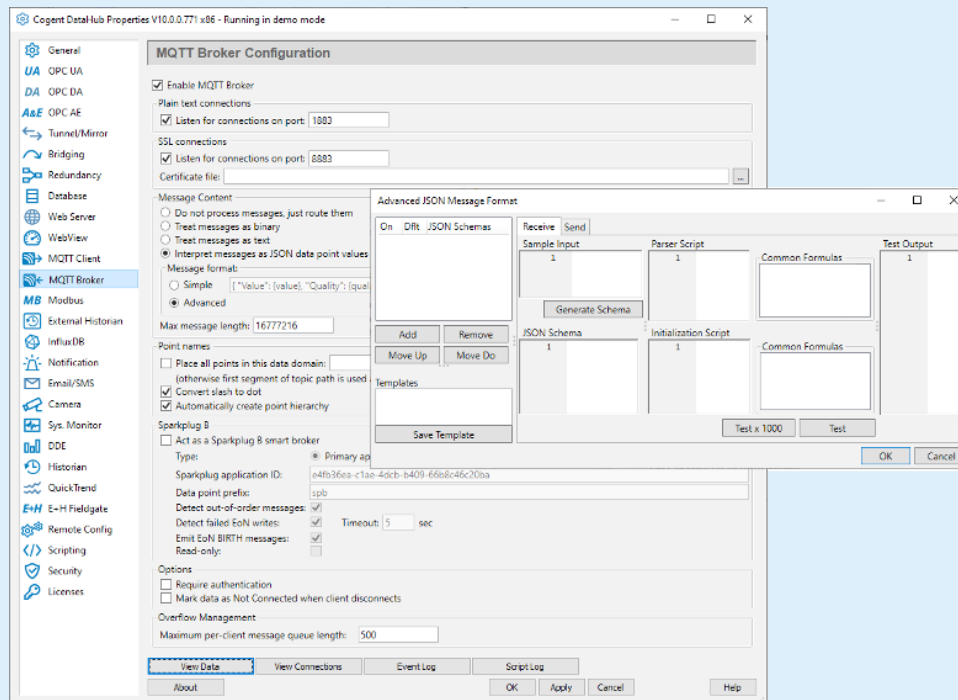 Cogent DataHub Properties V10.0.0.771 x86 - Running in demo mode
General
UA OPC UA
DA OPC DA
A&E OPC AE
Tunnel/Mirror
Bridging
Redundancy
Database
Web Server
WebView
MQTT Client
MQTT Broker
MB Modbus
External Historian
InfluxDB
Notification
Email/SMS
Camera
Sys. Monitor
DDE
Historian
QuickTrend
E+H E+H Fieldgate
Remote Config
Scripting
Security
Licenses
MQTT Broker Configuration
Enable MQTT Broker
Plain text connections
Listen for connections on port: 1883
SSL connections
Listen for connections on port: 8883
Certificate file: ...
Message Content
Do not process messages, just route them
Treat messages as binary
Treat messages as text
Interpret messages as JSON data point values
Message format:
Simple { "Value": {value}, "Quality": {quali
Advanced
Max message length: 16777216
Point names
Place all points in this data domain:
(otherwise first segment of topic path is used
Convert slash to dot
Automatically create point hierarchy
Sparkplug B
Act as a Sparkplug B smart broker
Type: Primary ap
Sparkplug application ID: e4fb36ea-c1ae-4dcb-b409-66b8c46c20ba
Data point prefix: spb
Detect out-of-order messages:
Detect failed EoN writes: Timeout: 5 sec
Emit EoN BIRTH messages:
Read-only:
Options
Require authentication
Mark data as Not Connected when client disconnects
Overflow Management
Maximum per-client message queue length: 500
View Data View Connections Event Log Script Log
About OK Apply Cancel Help
Advanced JSON Message Format
On Dflt JSON Schemas
Add Remove
Move Up Move Do
Templates
Save Template
Receive Send
Sample Input Parser Script Test Output
1 1 Common Formulas 1
Generate Schema
JSON Schema Initialization Script
1 1 Common Formulas
Test x 1000 Test
OK Cancel